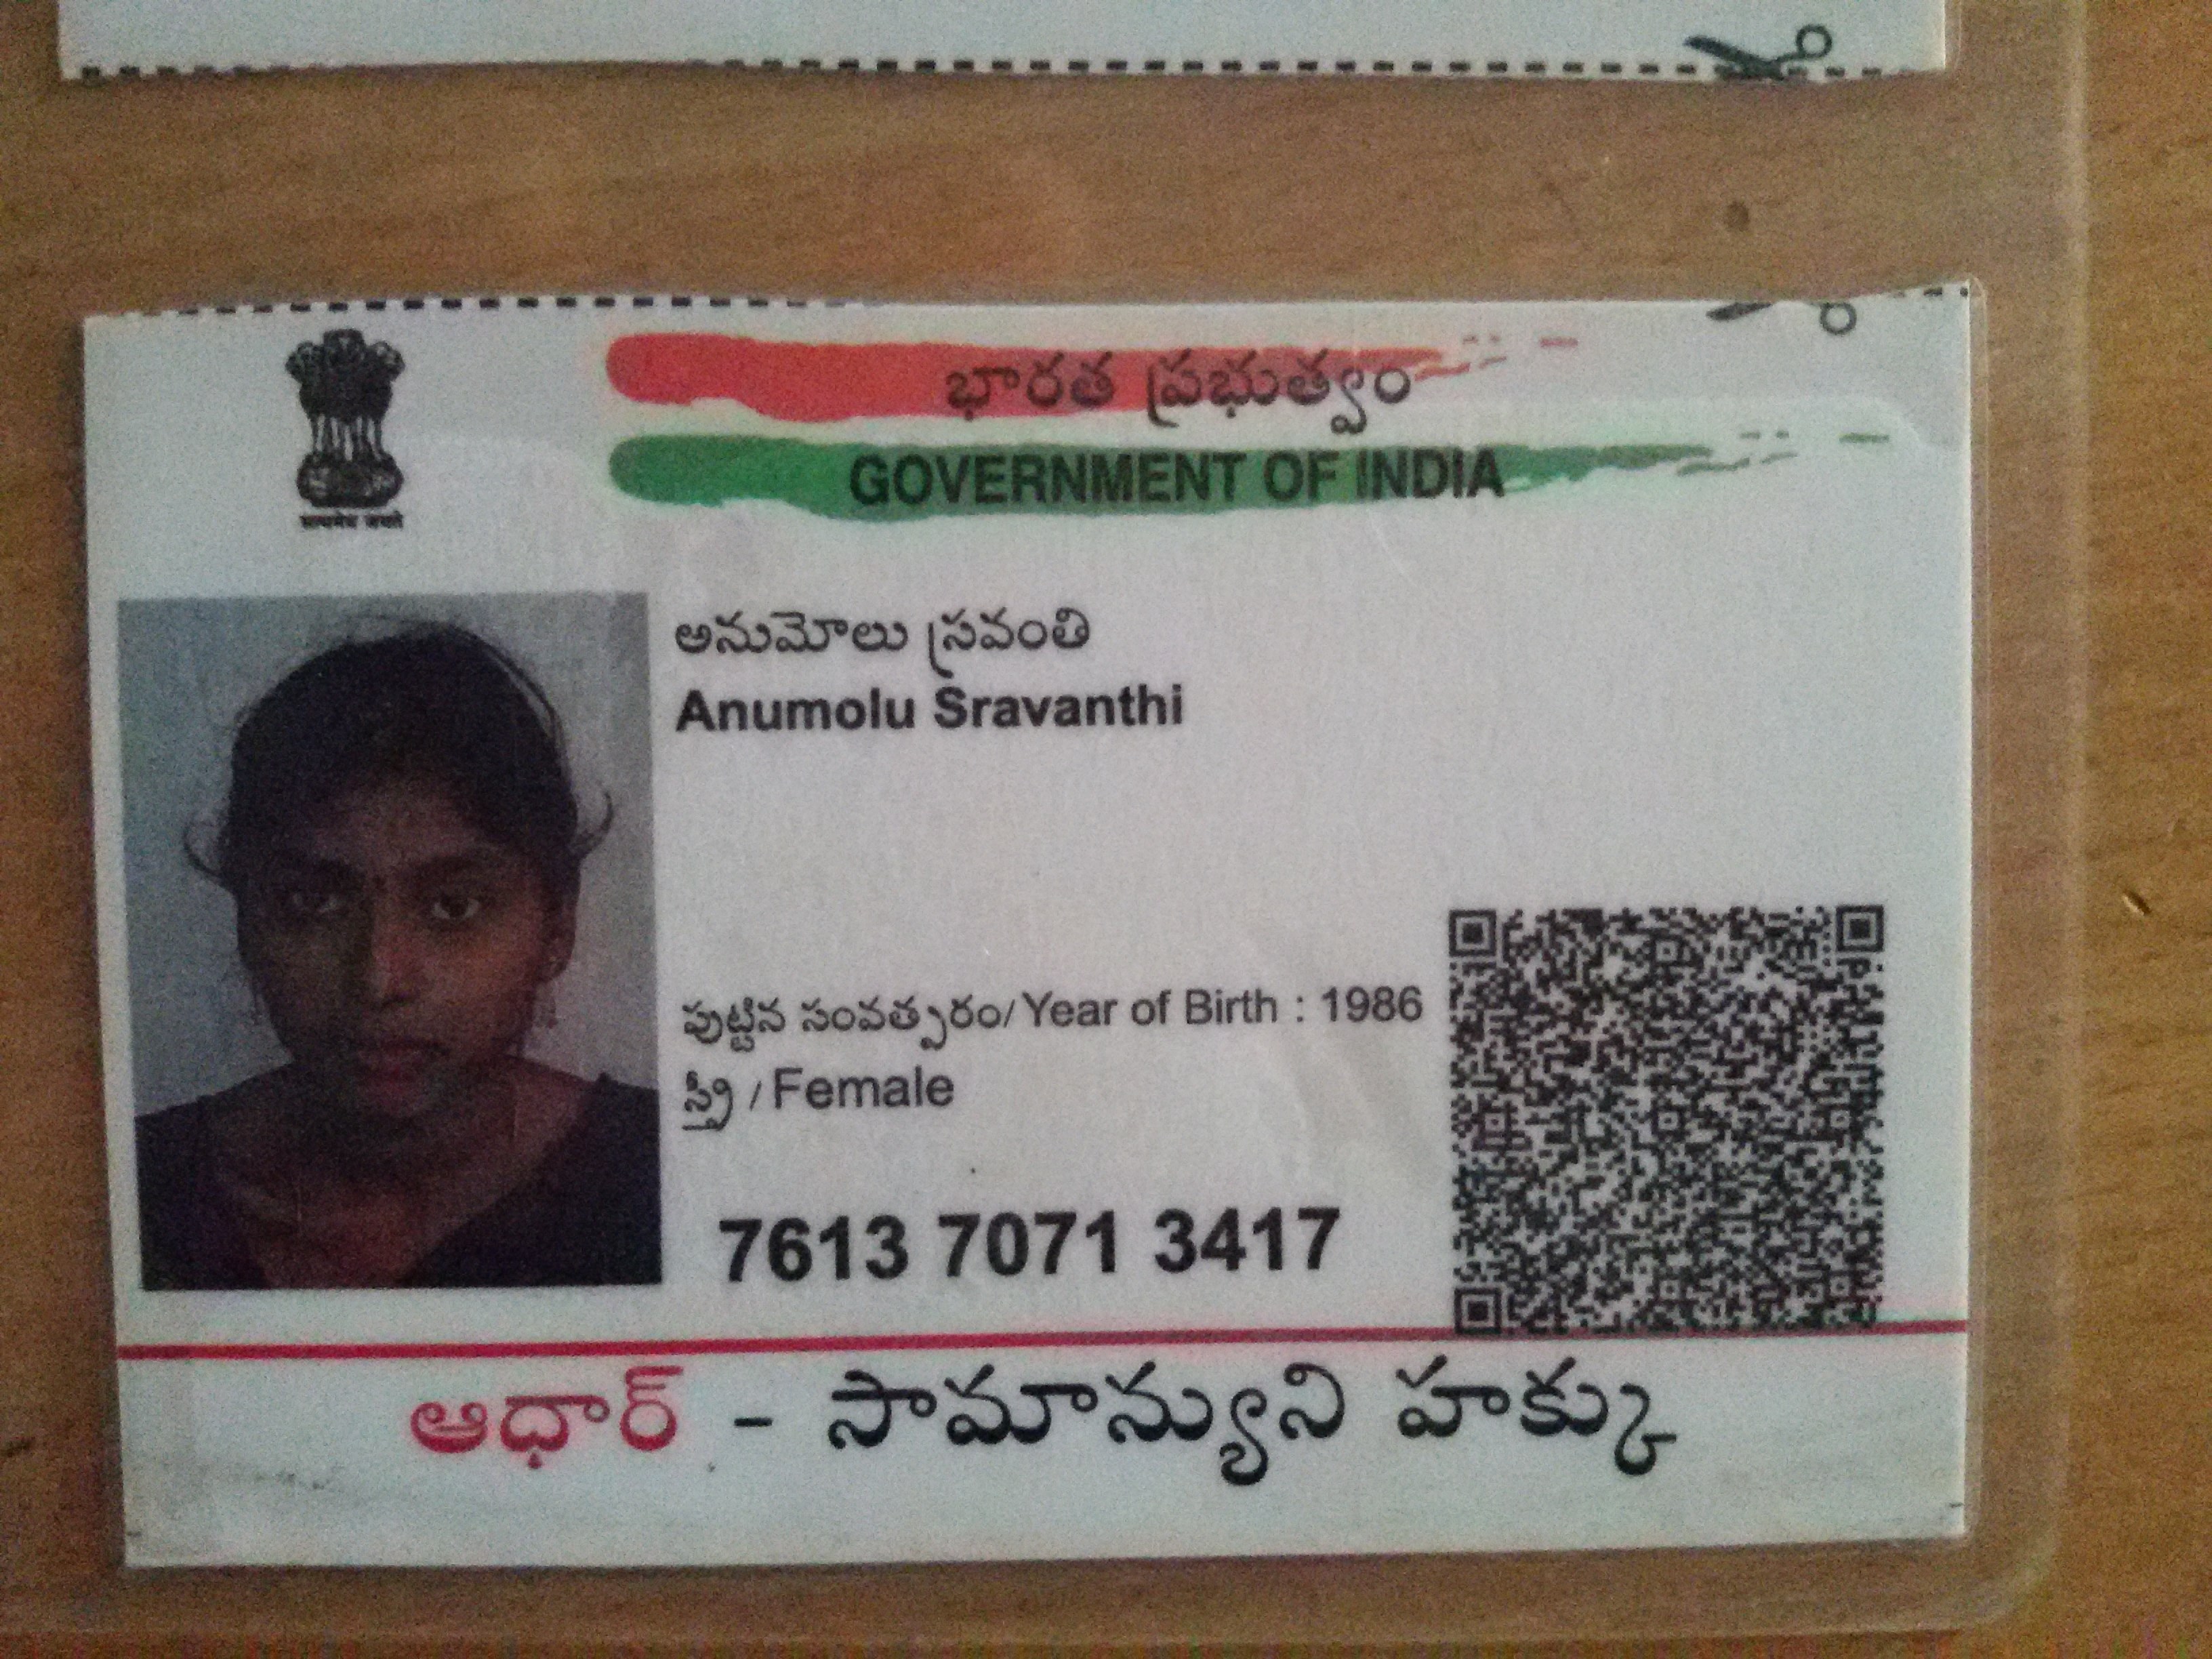 భారత ప్రభుత్వం
GOVERNMENT OF INDIA
सत्यमेव जयते
అనుమోలు స్రవంతి
Anumolu Sravanthi
పుట్టిన సంవత్సరం/Year of Birth : 1986
స్త్రీ / Female
7613 7071 3417
ఆధార్ - సామాన్యుని హక్కు